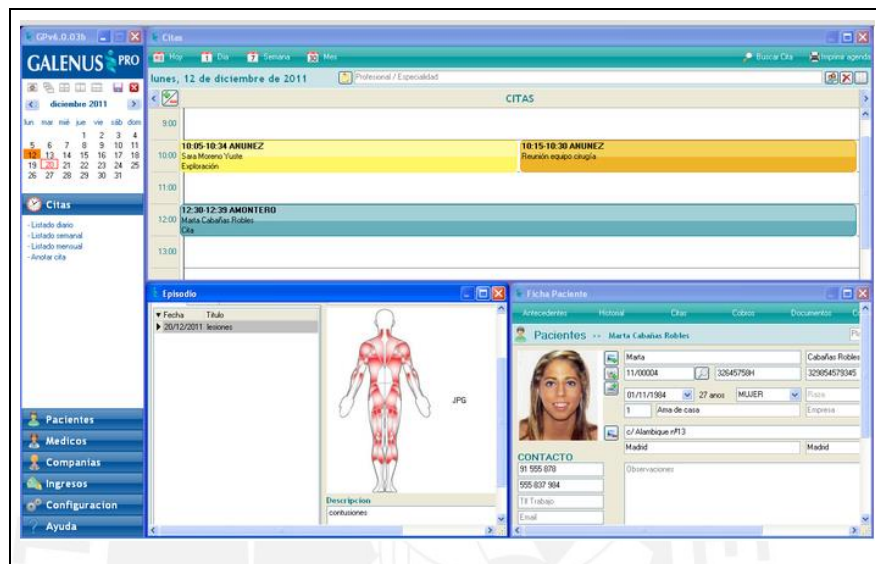 GPv6.0.03b
GALENUS PRO
diciembre 2011
lun mar mié jue vie sáb dom
1 2 3 4
5 6 7 8 9 10 11
12 13 14 15 16 17 18
19 20 21 22 23 24 25
26 27 28 29 30 31
Citas
- Listado diario
- Listado semanal
- Listado mensual
- Anotar cita
Pacientes
Medicos
Companias
Ingresos
Configuracion
Ayuda
Citas
Hoy 1 Dia 7 Semana Mes Buscar Cita Imprimir agenda
lunes, 12 de diciembre de 2011 Profesional / Especialidad
CITAS
9:00
10:00
11:00
12:00
13:00
10:05-10:34 ANUNEZ
Sara Moreno Yuste
Exploración
10:15-10:30 ANUNEZ
Reunión equipo cirugía
12:30-12:39 AMONTERO
Marta Cabañas Robles
Cita
Episodio
Fecha Título
20/12/2011 lesiones
JPG
Descripcion
contusiones
Ficha Paciente
Antecedentes Historial Citas Cobros Documentos
Pacientes -- Marta Cabañas Robles
Marta Cabañas Robles
11/00004 32645758H 329854579345
01/11/1984 27 anos MUJER Raza
1 Ama de casa Empresa
c/ Alambique nº13
Madrid Madrid
CONTACTO
91 555 878
555 837 984
Tlf Trabajo
Email
Observaciones